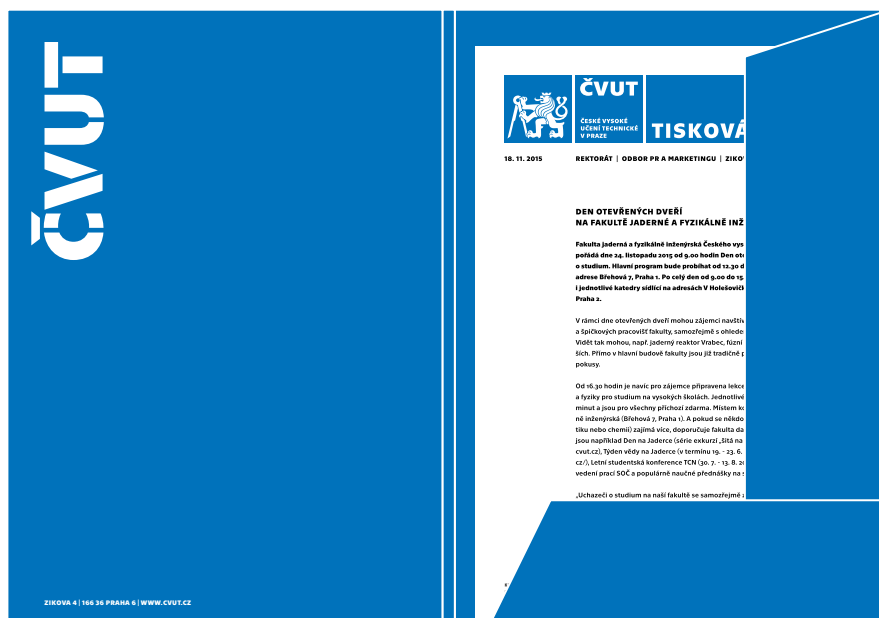 ČVUT
ZIKOVA 4 | 166 36 PRAHA 6 | WWW.CVUT.CZ
ČVUT
ČESKÉ VYSOKÉ
UČENÍ TECHNICKÉ
V PRAZE
TISKOVÁ
18. 11. 2015
REKTORÁT | ODBOR PR A MARKETINGU | ZIKO
DEN OTEVŘENÝCH DVEŘÍ
NA FAKULTĚ JADERNÉ A FYZIKÁLNĚ INŽ
Fakulta jaderná a fyzikálně inženýrská Českého vys
pořádá dne 24. listopadu 2015 od 9.00 hodin Den ote
o studium. Hlavní program bude probíhat od 12.30 d
adrese Břehová 7, Praha 1. Po celý den od 9.00 do 15
i jednotlivé katedry sídlící na adresách V Holešovičk
Praha 2.
V rámci dne otevřených dveří mohou zájemci navštív
a špičkových pracovišť fakulty, samozřejmě s ohlede
Vidět tak mohou, např. jaderný reaktor Vrabec, fúzní
ších. Přímo v hlavní budově fakulty jsou již tradičně p
pokusy.
Od 16.30 hodin je navíc pro zájemce připravena lekce
a fyziky pro studium na vysokých školách. Jednotlivé
minut a jsou pro všechny příchozí zdarma. Místem ko
ně inženýrská (Břehová 7, Praha 1). A pokud se někdo
tiku nebo chemii) zajímá více, doporučuje fakulta da
jsou například Den na Jaderce (série exkurzí „šitá na
cvut.cz), Týden vědy na Jaderce (v termínu 19. - 23. 6.
cz/), Letní studentská konference TCN (30. 7. - 13. 8. 20
vedení prací SOČ a populárně naučné přednášky na s
„Uchazeči o studium na naší fakultě se samozřejmě